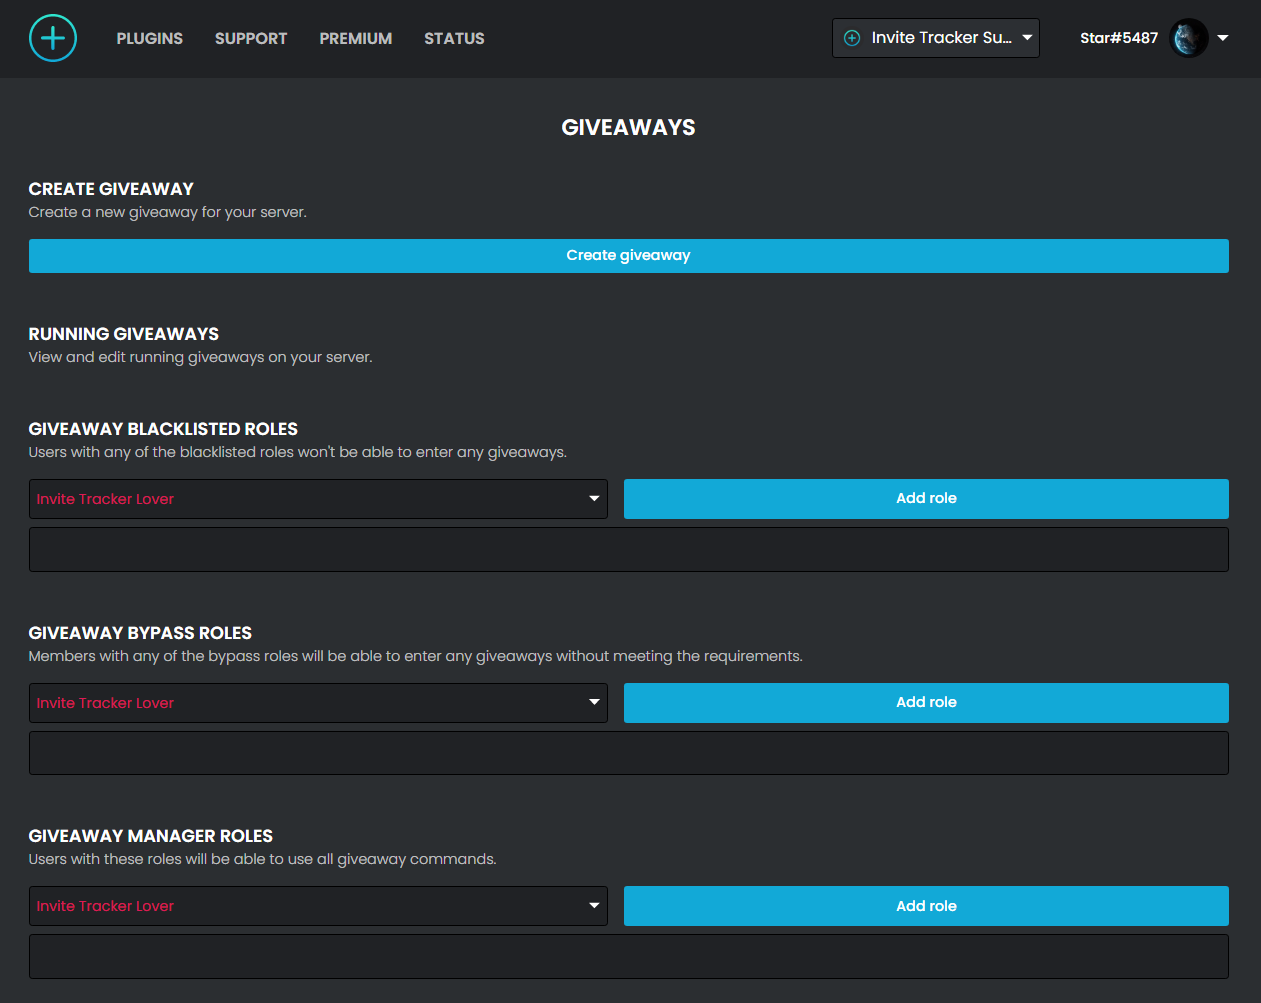 PLUGINS SUPPORT PREMIUM STATUS Invite Tracker Su... Star#5487
GIVEAWAYS
CREATE GIVEAWAY
Create a new giveaway for your server.
Create giveaway
RUNNING GIVEAWAYS
View and edit running giveaways on your server.
GIVEAWAY BLACKLISTED ROLES
Users with any of the blacklisted roles won't be able to enter any giveaways.
Invite Tracker Lover Add role
GIVEAWAY BYPASS ROLES
Members with any of the bypass roles will be able to enter any giveaways without meeting the requirements.
Invite Tracker Lover Add role
GIVEAWAY MANAGER ROLES
Users with these roles will be able to use all giveaway commands.
Invite Tracker Lover Add role